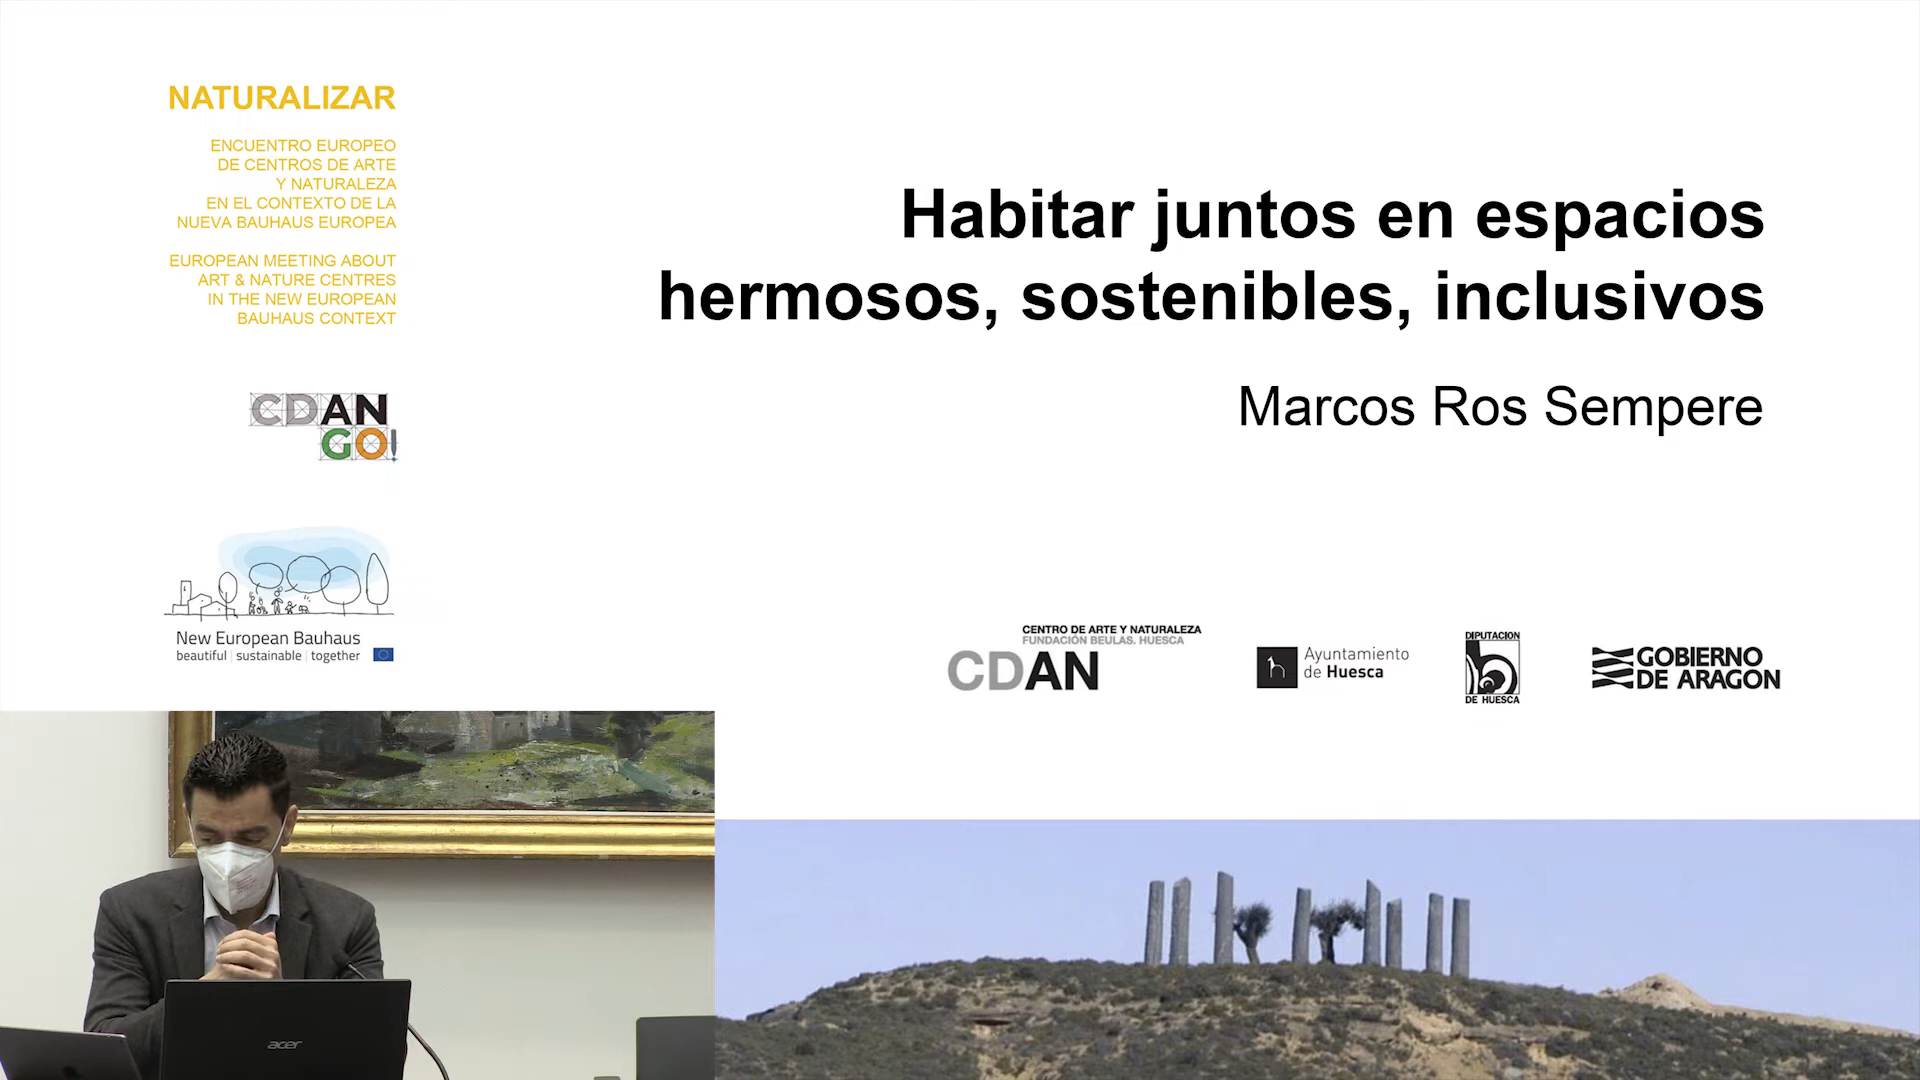 NATURALIZAR
ENCUENTRO EUROPEO
DE CENTROS DE ARTE
Y NATURALEZA
EN EL CONTEXTO DE LA
NUEVA BAUHAUS EUROPEA
EUROPEAN MEETING ABOUT
ART & NATURE CENTRES
IN THE NEW EUROPEAN
BAUHAUS CONTEXT
CDAN
GO!
New European Bauhaus
beautiful | sustainable | together
Habitar juntos en espacios
hermosos, sostenibles, inclusivos
Marcos Ros Sempere
CENTRO DE ARTE Y NATURALEZA
FUNDACIÓN BEULAS. HUESCA
CDAN
Ayuntamiento
de Huesca
DIPUTACION
DE HUESCA
GOBIERNO
DE ARAGON
acer